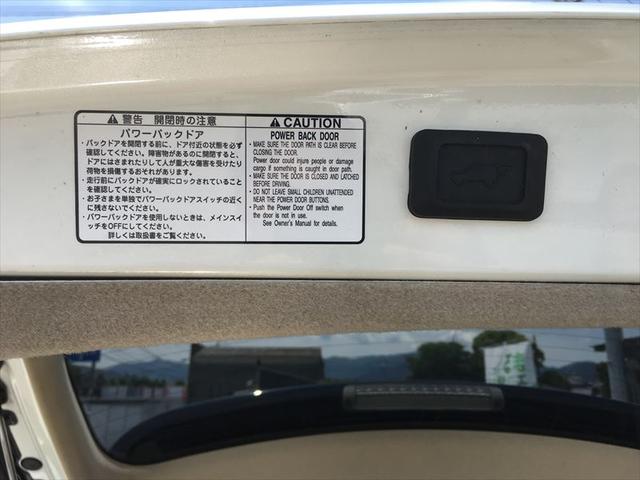 ⚠警告 開閉時の注意
パワーバックドア
・バックドアを開閉する前に、ドア付近の状態を必ず
確認してください。障害物があるのに開閉すると、
ドアにはさまれたりして人が重大な傷害を受けたり
荷物を損傷するおそれがあります。
・走行前にバックドアが確実にロックされていること
を確認してください。
・お子さまを単独でパワーバックドアスイッチの近く
に残さないでください。
・パワーバックドアを使用しないときは、メインスイ
ッチをOFFにしてください。
詳しくは取扱書をご覧ください。
⚠CAUTION
POWER BACK DOOR
・MAKE SURE THE DOOR PATH IS CLEAR BEFORE
CLOSING THE DOOR.
Power door could injure people or damage
cargo if something is caught in door path.
・MAKE SURE THE DOOR IS CLOSED AND LATCHED
BEFORE DRIVING.
・DO NOT LEAVE SMALL CHILDREN UNATTENDED
NEAR THE POWER DOOR BUTTONS.
・Push the Power Door Off switch when
the door is not in use.
See Owner's Manual for details.